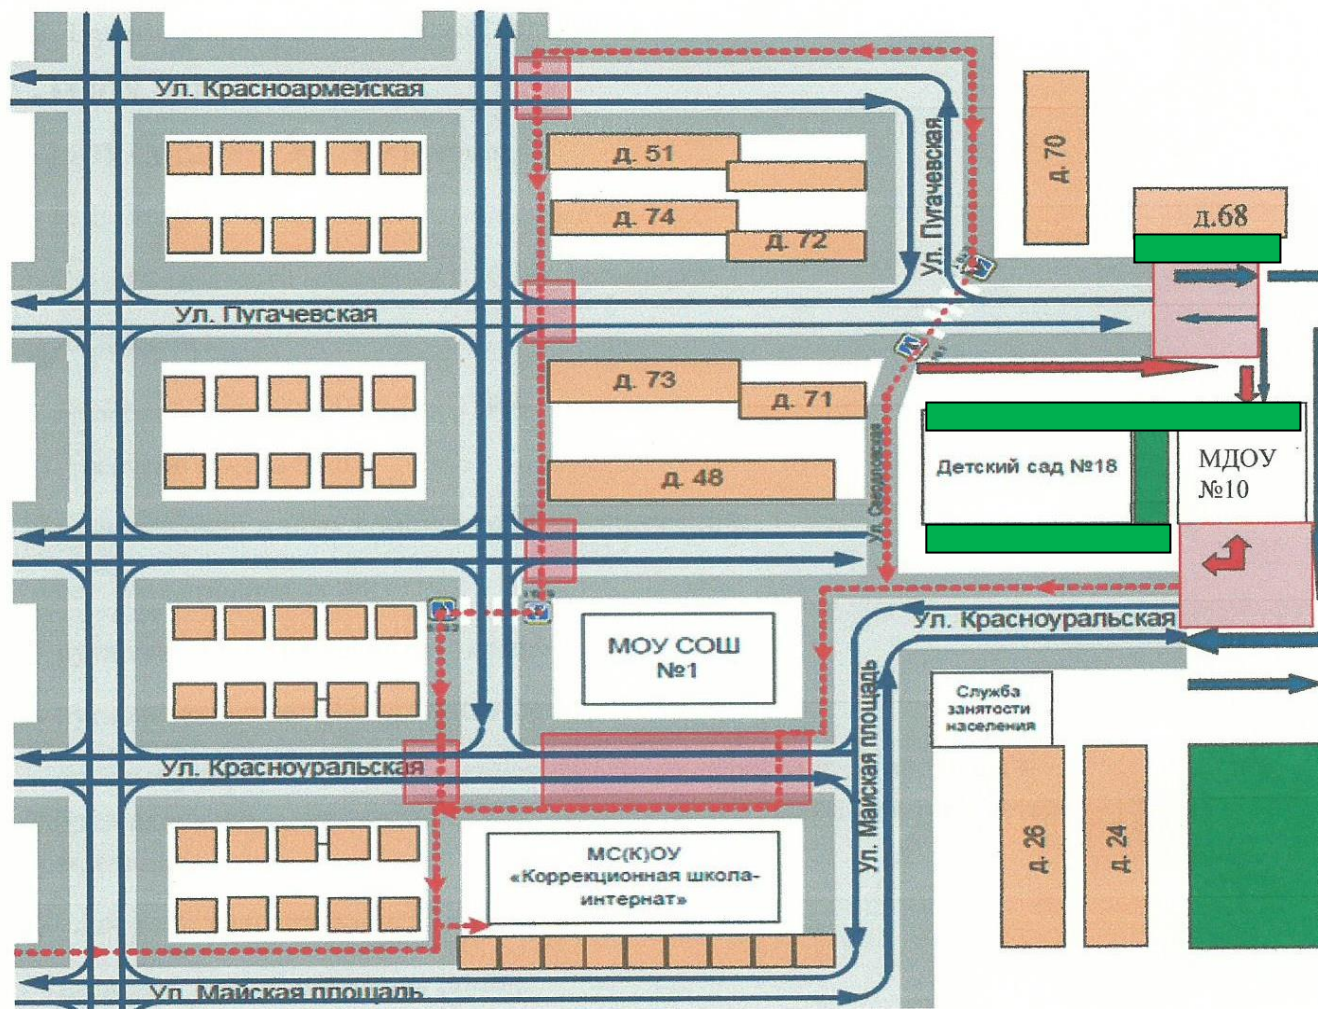 Ул. Красноармейская
д. 51
д. 74
д. 72
Ул. Пугачевская
д. 70
д.68
Ул. Пугачевская
д. 73
д. 71
д. 48
Ул. Свердловская
Детский сад №18
МДОУ
№10
МОУ СОШ
№1
Ул. Красноуральская
Ул. Майская площадь
Служба
занятости
населения
Ул. Красноуральская
д. 26
д. 24
МС(К)ОУ
«Коррекционная школа-
интернат»
Ул. Майская площадь